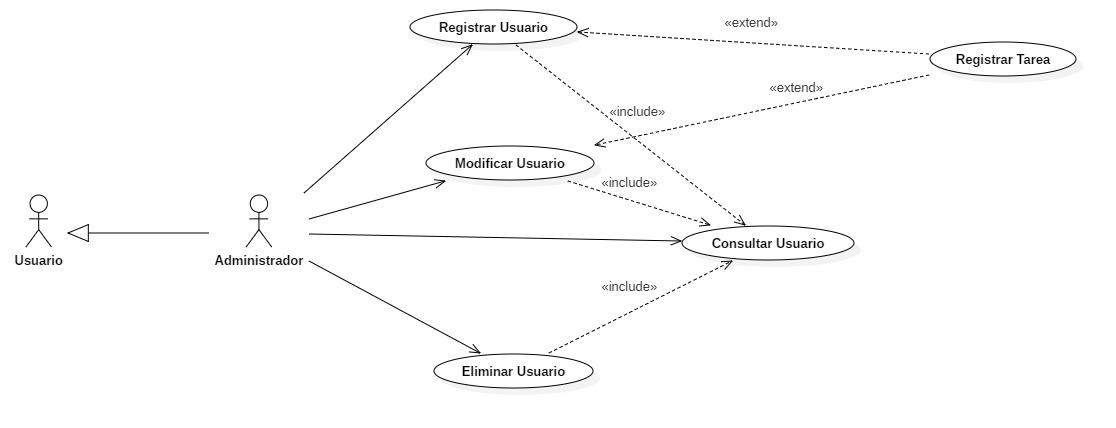 Registrar Usuario
«extend»
Registrar Tarea
«extend»
«include»
Modificar Usuario
«include»
Usuario
Administrador
Consultar Usuario
«include»
Eliminar Usuario